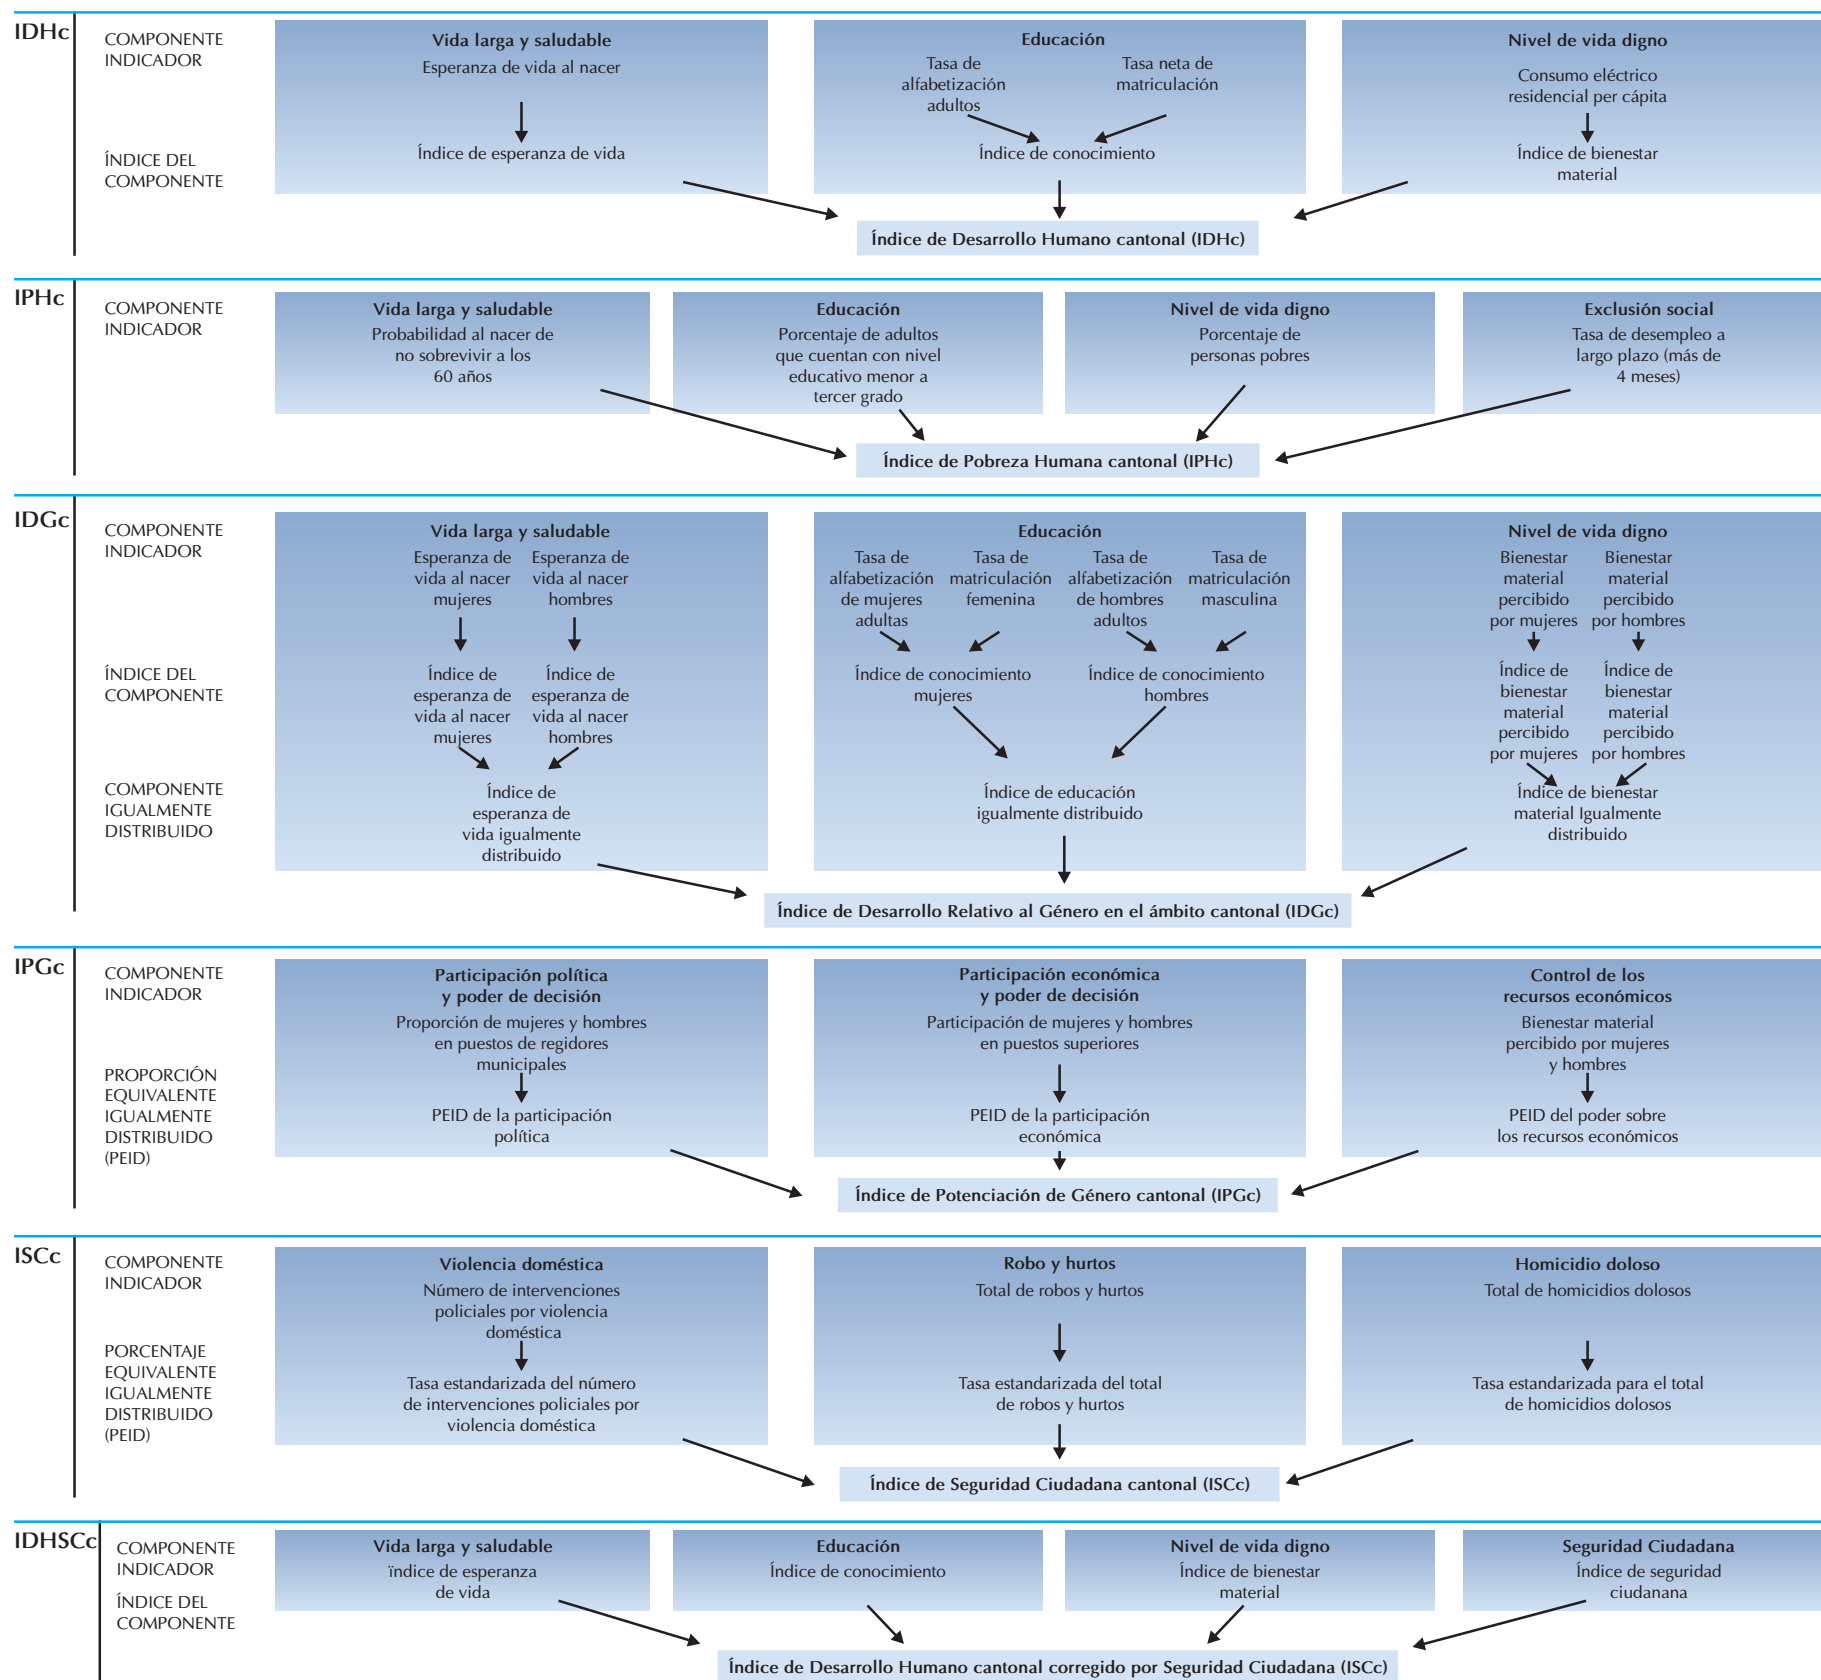 IDHc
COMPONENTE
INDICADOR
ÍNDICE DEL
COMPONENTE
Vida larga y saludable
Esperanza de vida al nacer
Índice de esperanza de vida
Educación
Tasa de
alfabetización
adultos
Tasa neta de
matriculación
Índice de conocimiento
Nivel de vida digno
Consumo eléctrico
residencial per cápita
Índice de bienestar
material
Índice de Desarrollo Humano cantonal (IDHc)
IPHc
COMPONENTE
INDICADOR
Vida larga y saludable
Probabilidad al nacer de
no sobrevivir a los
60 años
Educación
Porcentaje de adultos
que cuentan con nivel
educativo menor a
tercer grado
Nivel de vida digno
Porcentaje de
personas pobres
Exclusión social
Tasa de desempleo a
largo plazo (más de
4 meses)
Índice de Pobreza Humana cantonal (IPHc)
IDGc
COMPONENTE
INDICADOR
ÍNDICE DEL
COMPONENTE
COMPONENTE
IGUALMENTE
DISTRIBUIDO
Vida larga y saludable
Esperanza de
vida al nacer
mujeres
Esperanza de
vida al nacer
hombres
Índice de
esperanza de
vida al nacer
mujeres
Índice de
esperanza de
vida al nacer
hombres
Índice de
esperanza de
vida igualmente
distribuido
Educación
Tasa de
alfabetización
de mujeres
adultas
Tasa de
matriculación
femenina
Tasa de
alfabetización
de hombres
adultos
Tasa de
matriculación
masculina
Índice de conocimiento
mujeres
Índice de conocimiento
hombres
Índice de educación
igualmente distribuido
Nivel de vida digno
Bienestar
material
percibido
por mujeres
Bienestar
material
percibido
por hombres
Índice de
bienestar
material
percibido
por mujeres
Índice de
bienestar
material
percibido
por hombres
Índice de bienestar
material Igualmente
distribuido
Índice de Desarrollo Relativo al Género en el ámbito cantonal (IDGc)
IPGc
COMPONENTE
INDICADOR
PROPORCIÓN
EQUIVALENTE
IGUALMENTE
DISTRIBUIDO
(PEID)
Participación política
y poder de decisión
Proporción de mujeres y hombres
en puestos de regidores
municipales
PEID de la participación
política
Participación económica
y poder de decisión
Participación de mujeres y hombres
en puestos superiores
PEID de la participación
económica
Control de los
recursos económicos
Bienestar material
percibido por mujeres
y hombres
PEID del poder sobre
los recursos económicos
Índice de Potenciación de Género cantonal (IPGc)
ISCc
COMPONENTE
INDICADOR
PORCENTAJE
EQUIVALENTE
IGUALMENTE
DISTRIBUIDO
(PEID)
Violencia doméstica
Número de intervenciones
policiales por violencia
doméstica
Tasa estandarizada del número
de intervenciones policiales por
violencia doméstica
Robo y hurtos
Total de robos y hurtos
Tasa estandarizada del total
de robos y hurtos
Homicidio doloso
Total de homicidios dolosos
Tasa estandarizada para el total
de homicidios dolosos
Índice de Seguridad Ciudadana cantonal (ISCc)
IDHSCc
COMPONENTE
INDICADOR
ÍNDICE DEL
COMPONENTE
Vida larga y saludable
ïndice de esperanza
de vida
Educación
Índice de conocimiento
Nivel de vida digno
Índice de bienestar
material
Seguridad Ciudadana
Índice de seguridad
ciudanana
Índice de Desarrollo Humano cantonal corregido por Seguridad Ciudadana (ISCc)